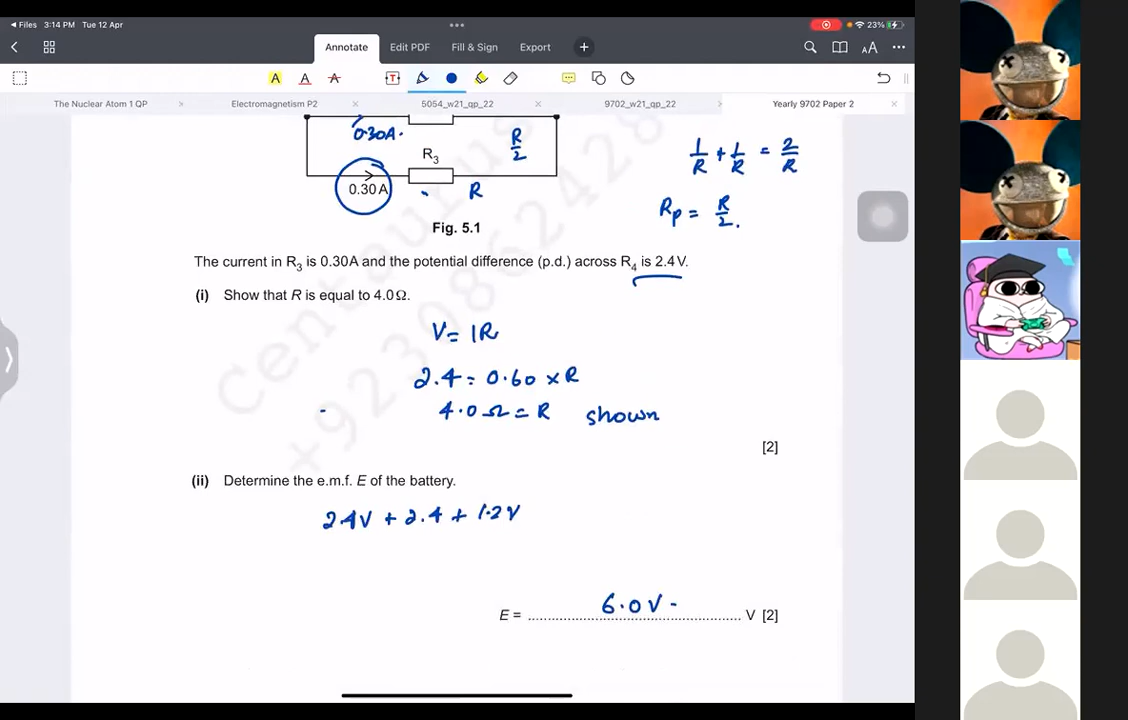 Files 3:14 PM Tue 12 Apr 23%
Annotate Edit PDF Fill & Sign Export
A A A T
The Nuclear Atom 1 QP Electromagnetism P2 5054_w21_qp_22 9702_w21_qp_22 Yearly 9702 Paper 2
0.30A. R/2 1/R + 1/R = 2/R
R3
0.30 A R Rp = R/2.
Fig. 5.1
The current in R3 is 0.30A and the potential difference (p.d.) across R4 is 2.4V.
(i) Show that R is equal to 4.0Ω.
V = IR
2.4 = 0.60 × R
4.0 Ω = R shown
[2]
(ii) Determine the e.m.f. E of the battery.
2.4V + 2.4 + 1.2V
E = 6.0V V [2]
Centaurus
+923086242428